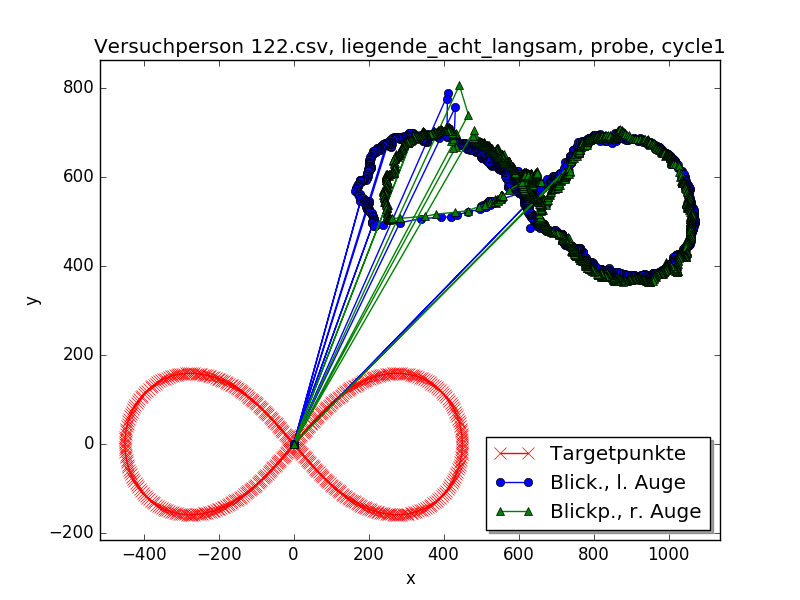 Versuchperson 122.csv, liegende_acht_langsam, probe, cycle1
800
600
400
200
0
−200
y
−400
−200
0
200
400
600
800
1000
x
Targetpunkte
Blick., l. Auge
Blickp., r. Auge